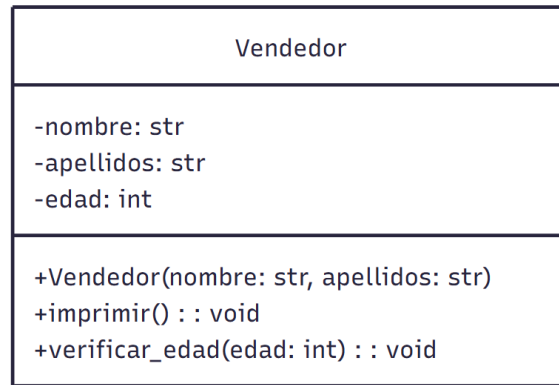 Vendedor
-nombre: str
-apellidos: str
-edad: int
+Vendedor(nombre: str, apellidos: str)
+imprimir() : : void
+verificar_edad(edad: int) : : void